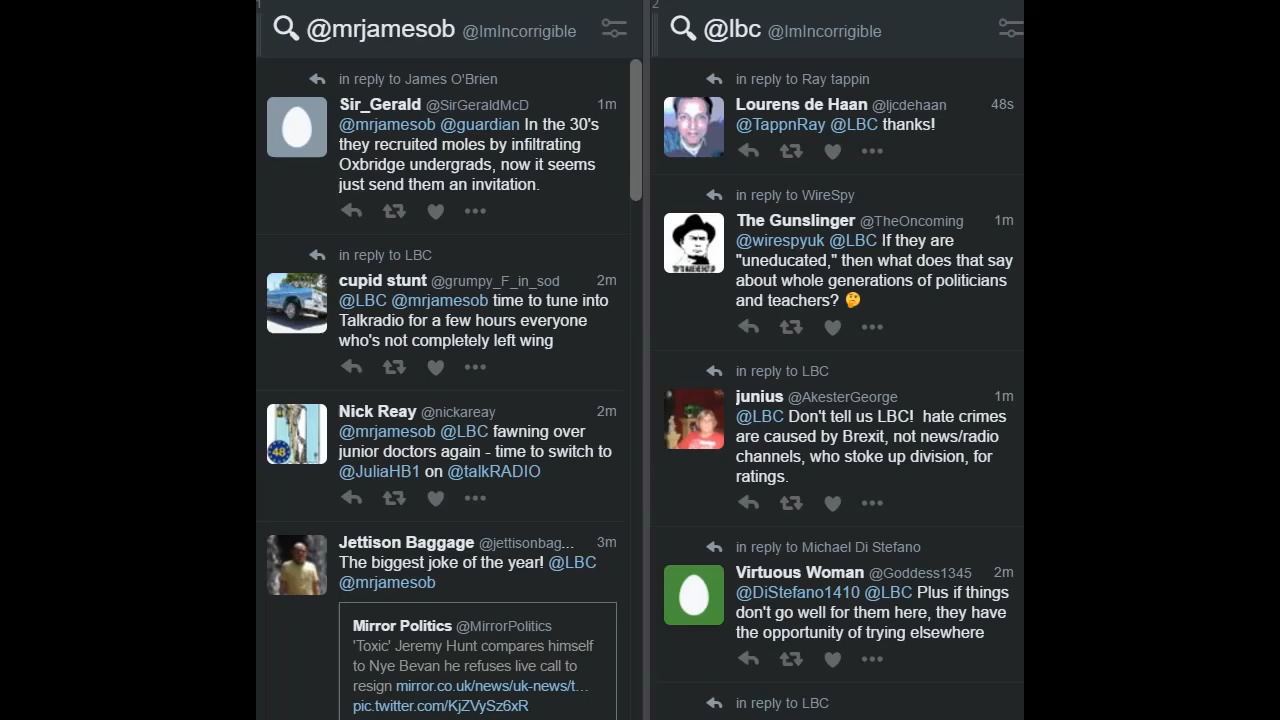 1
@mrjamesob @ImIncorrigible
in reply to James O'Brien
Sir_Gerald @SirGeraldMcD 1m
@mrjamesob @guardian In the 30's
they recruited moles by infiltrating
Oxbridge undergrads, now it seems
just send them an invitation.
in reply to LBC
cupid stunt @grumpy_F_in_sod 2m
@LBC @mrjamesob time to tune into
Talkradio for a few hours everyone
who's not completely left wing
48
Nick Reay @nickareay 2m
@mrjamesob @LBC fawning over
junior doctors again - time to switch to
@JuliaHB1 on @talkRADIO
Jettison Baggage @jettisonbag... 3m
The biggest joke of the year! @LBC
@mrjamesob
Mirror Politics @MirrorPolitics
'Toxic' Jeremy Hunt compares himself
to Nye Bevan he refuses live call to
resign mirror.co.uk/news/uk-news/t...
pic.twitter.com/KjZVySz6xR
2
@lbc @ImIncorrigible
in reply to Ray tappin
Lourens de Haan @ljcdehaan 48s
@TappnRay @LBC thanks!
in reply to WireSpy
The Gunslinger @TheOncoming 1m
@wirespyuk @LBC If they are
"uneducated," then what does that say
about whole generations of politicians
and teachers? 🤔
in reply to LBC
junius @AkesterGeorge 1m
@LBC Don't tell us LBC!  hate crimes
are caused by Brexit, not news/radio
channels, who stoke up division, for
ratings.
in reply to Michael Di Stefano
Virtuous Woman @Goddess1345 2m
@DiStefano1410 @LBC Plus if things
don't go well for them here, they have
the opportunity of trying elsewhere
in reply to LBC